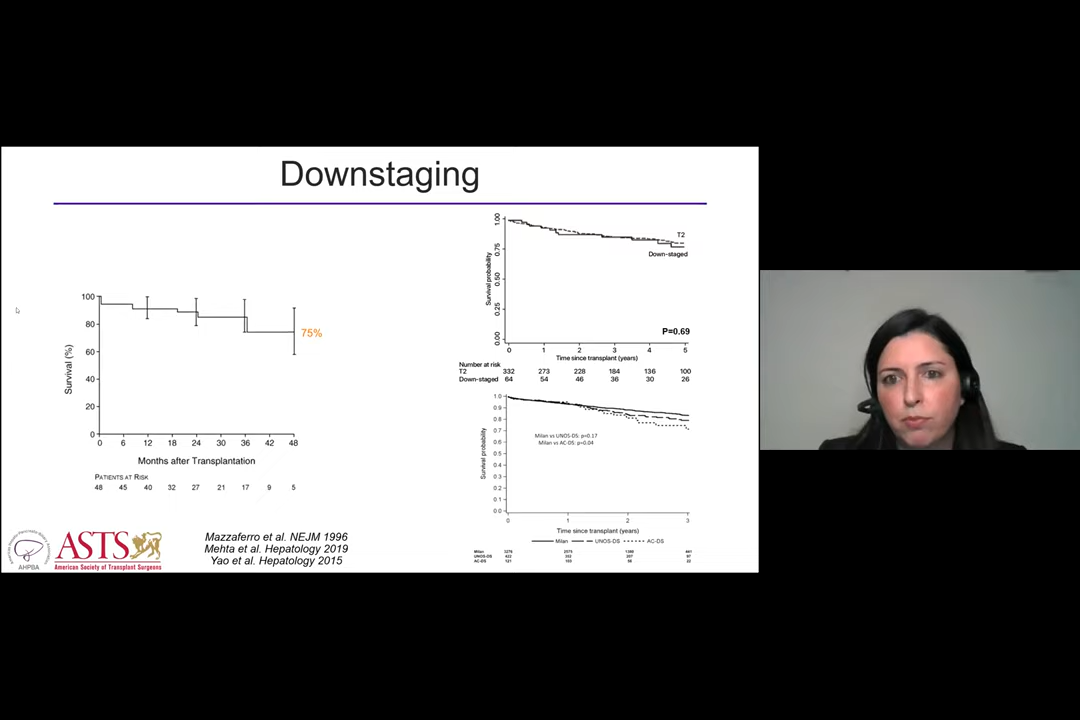 Downstaging
100
80
60
40
20
0
Survival (%)
75%
0 6 12 18 24 30 36 42 48
Months after Transplantation
PATIENTS AT RISK
48 45 40 32 27 21 17 9 5
1.00
0.75
0.50
0.25
0.00
Survival probability
T2
Down-staged
P=0.69
0 1 2 3 4 5
Time since transplant (years)
Number at risk
T2 332 273 228 184 136 100
Down-staged 64 54 46 36 30 26
1.0
0.9
0.8
0.7
0.6
0.5
0.4
0.3
0.2
0.1
0.0
Survival probability
Milan vs UNOS-DS: p=0.17
Milan vs AC-DS: p=0.04
0 1 2 3
Time since transplant (years)
Milan UNOS-DS AC-DS
Milan
UNOS-DS
AC-DS
AHPBA
ASTS
American Society of Transplant Surgeons
Mazzaferro et al. NEJM 1996
Mehta et al. Hepatology 2019
Yao et al. Hepatology 2015